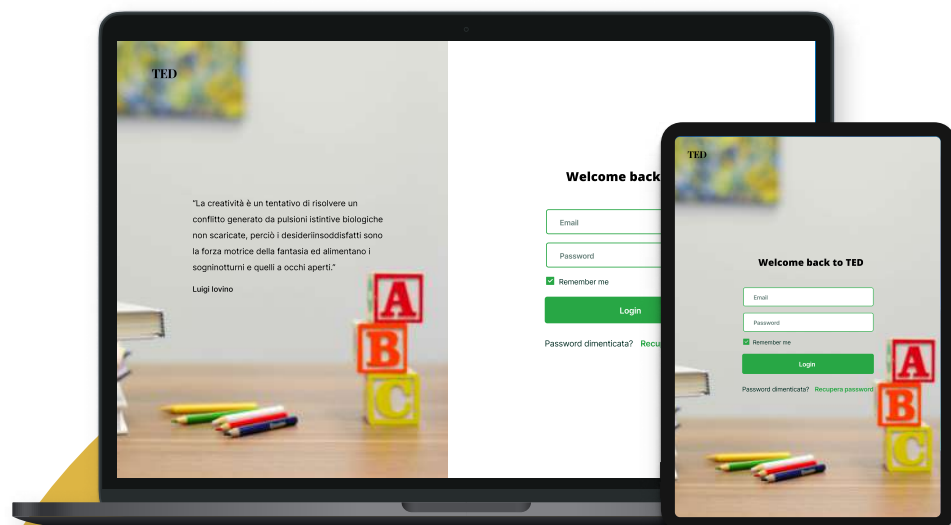 TED
"La creatività è un tentativo di risolvere un
conflitto generato da pulsioni istintive biologiche
non scaricate, perciò i desideriinsoddisfatti sono
la forza motrice della fantasia ed alimentano i
sogninotturni e quelli a occhi aperti."
Luigi Iovino
A
B
C
Welcome back
Email
Password
Remember me
Login
Password dimenticata? Recu
TED
Welcome back to TED
Email
Password
Remember me
Login
Password dimenticata? Recupera password
A
B
C